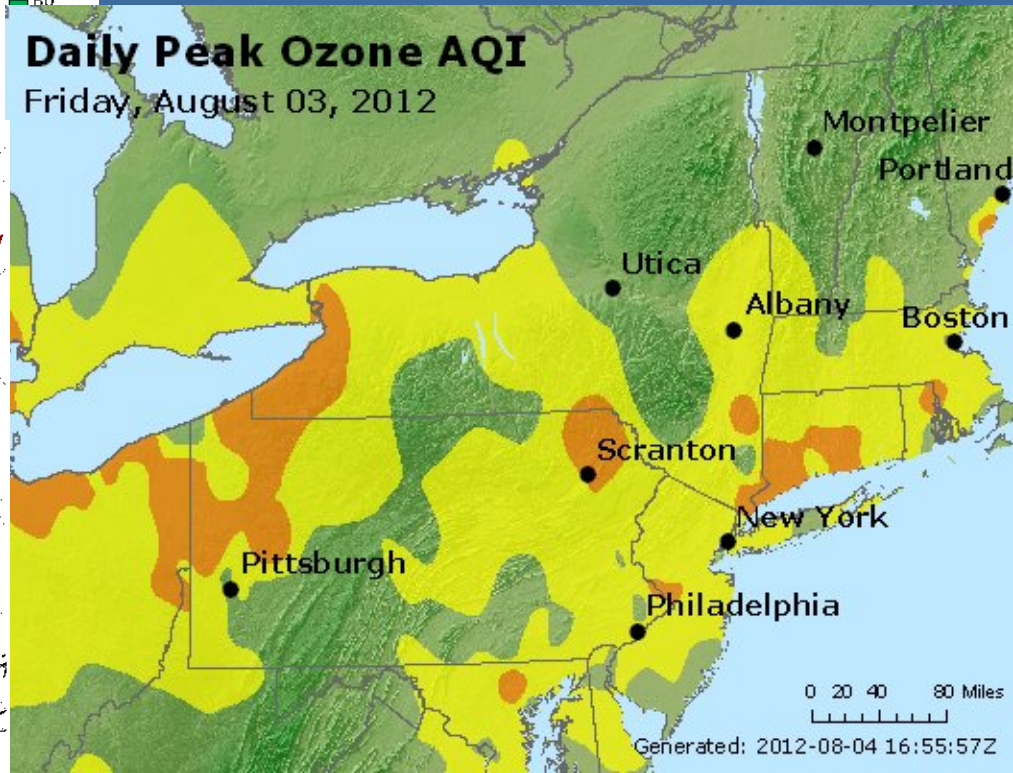 Daily Peak Ozone AQI
Friday, August 03, 2012
Montpelier
Portland
Utica
Albany
Boston
Scranton
New York
Pittsburgh
Philadelphia
0 20 40 80 Miles
Generated: 2012-08-04 16:55:57Z